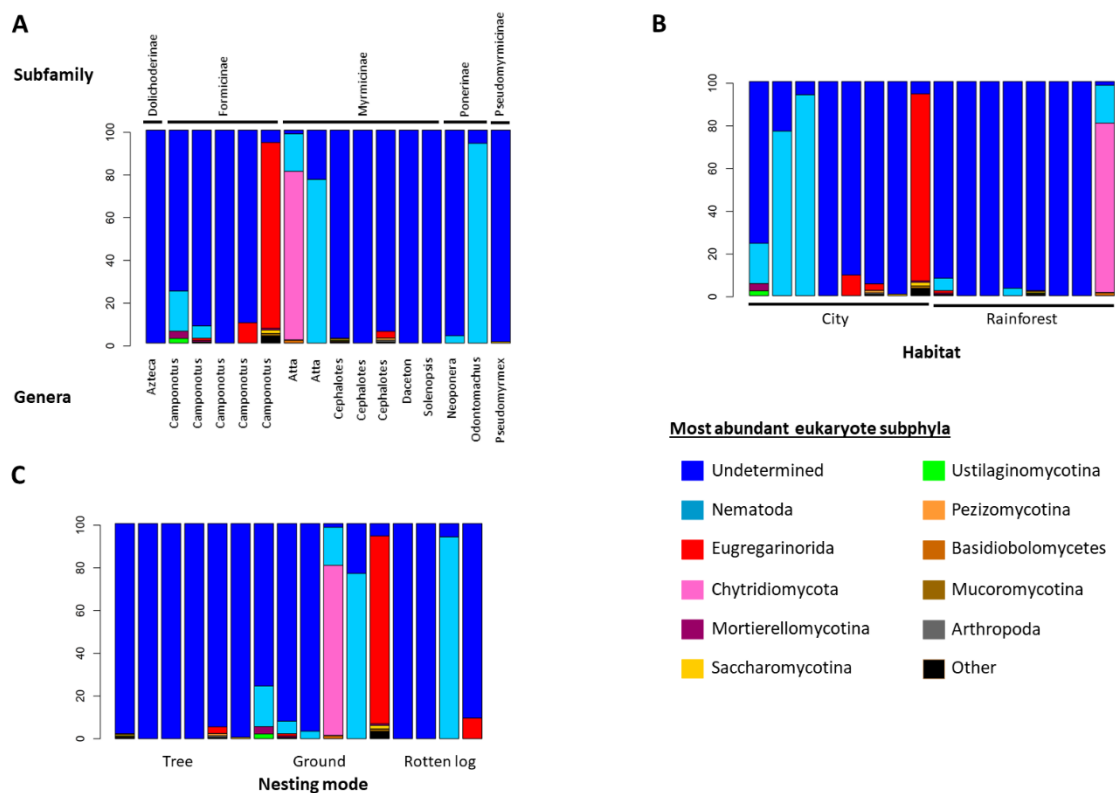 A
Subfamily
Dolichoderinae
Formicinae
Myrmicinae
Ponerinae
Pseudomyrmicinae
100
80
60
40
20
0
Genera
Azteca
Camponotus
Camponotus
Camponotus
Camponotus
Camponotus
Atta
Atta
Cephalotes
Cephalotes
Cephalotes
Daceton
Solenopsis
Neoponera
Odontomachus
Pseudomyrmex
B
100
80
60
40
20
0
City
Rainforest
Habitat
Most abundant eukaryote subphyla
Undetermined
Nematoda
Eugregarinorida
Chytridiomycota
Mortierellomycotina
Saccharomycotina
Ustilaginomycotina
Pezizomycotina
Basidiobolomycetes
Mucoromycotina
Arthropoda
Other
C
100
80
60
40
20
0
Tree
Ground
Rotten log
Nesting mode